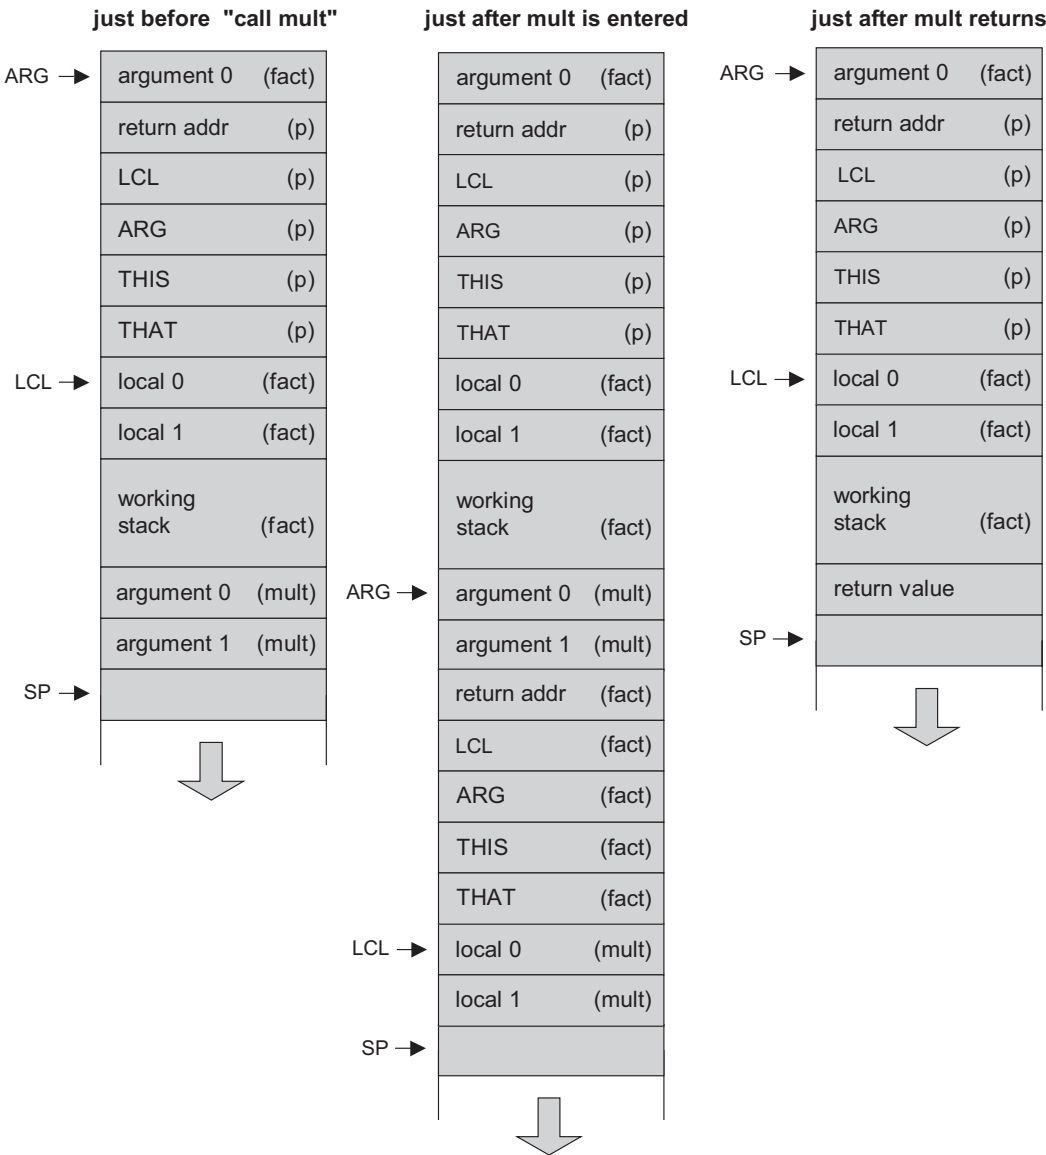 just before "call mult"
ARG argument 0 (fact)
return addr (p)
LCL (p)
ARG (p)
THIS (p)
THAT (p)
LCL local 0 (fact)
local 1 (fact)
working
stack (fact)
argument 0 (mult)
argument 1 (mult)
SP
just after mult is entered
argument 0 (fact)
return addr (p)
LCL (p)
ARG (p)
THIS (p)
THAT (p)
local 0 (fact)
local 1 (fact)
working
stack (fact)
ARG argument 0 (mult)
argument 1 (mult)
return addr (fact)
LCL (fact)
ARG (fact)
THIS (fact)
THAT (fact)
LCL local 0 (mult)
local 1 (mult)
SP
just after mult returns
ARG argument 0 (fact)
return addr (p)
LCL (p)
ARG (p)
THIS (p)
THAT (p)
LCL local 0 (fact)
local 1 (fact)
working
stack (fact)
return value
SP